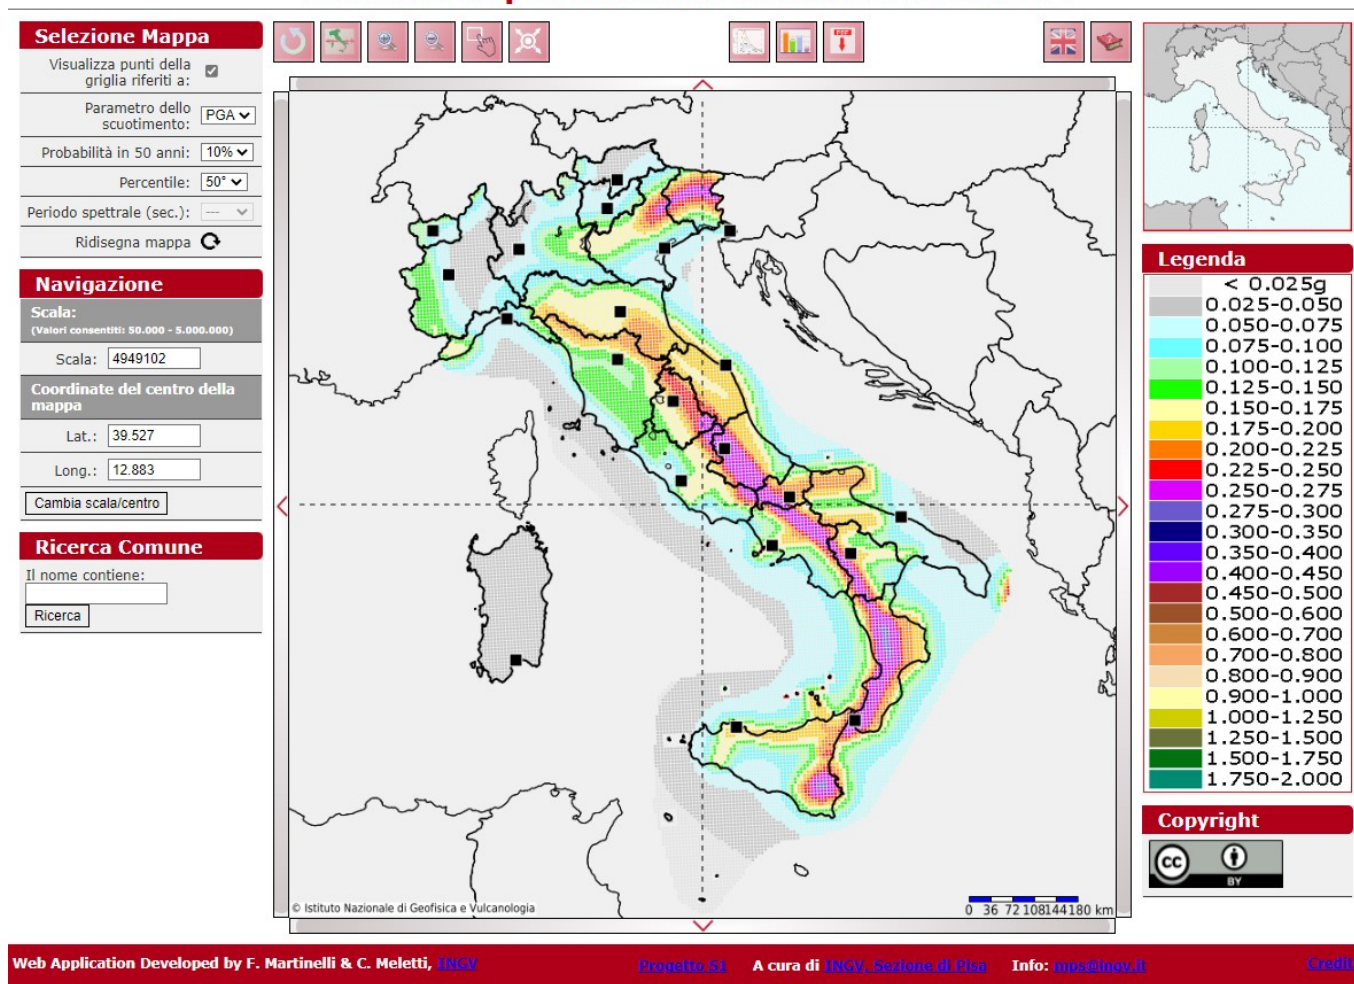 Selezione Mappa
Visualizza punti della
griglia riferiti a:
Parametro dello
scuotimento: PGA
Probabilità in 50 anni: 10%
Percentile: 50°
Periodo spettrale (sec.): ---
Ridisegna mappa
Navigazione
Scala:
(Valori consentiti: 50.000 - 5.000.000)
Scala: 4949102
Coordinate del centro della
mappa
Lat.: 39.527
Long.: 12.883
Cambia scala/centro
Ricerca Comune
Il nome contiene:
Ricerca
PDF
© Istituto Nazionale di Geofisica e Vulcanologia
0 36 72 108144180 km
Legenda
< 0.025g
0.025-0.050
0.050-0.075
0.075-0.100
0.100-0.125
0.125-0.150
0.150-0.175
0.175-0.200
0.200-0.225
0.225-0.250
0.250-0.275
0.275-0.300
0.300-0.350
0.350-0.400
0.400-0.450
0.450-0.500
0.500-0.600
0.600-0.700
0.700-0.800
0.800-0.900
0.900-1.000
1.000-1.250
1.250-1.500
1.500-1.750
1.750-2.000
Copyright
cc
BY
Web Application Developed by F. Martinelli & C. Meletti, INGV Progetto S1 A cura di INGV, Sezione di Pisa Info: mps@ingv.it Credit